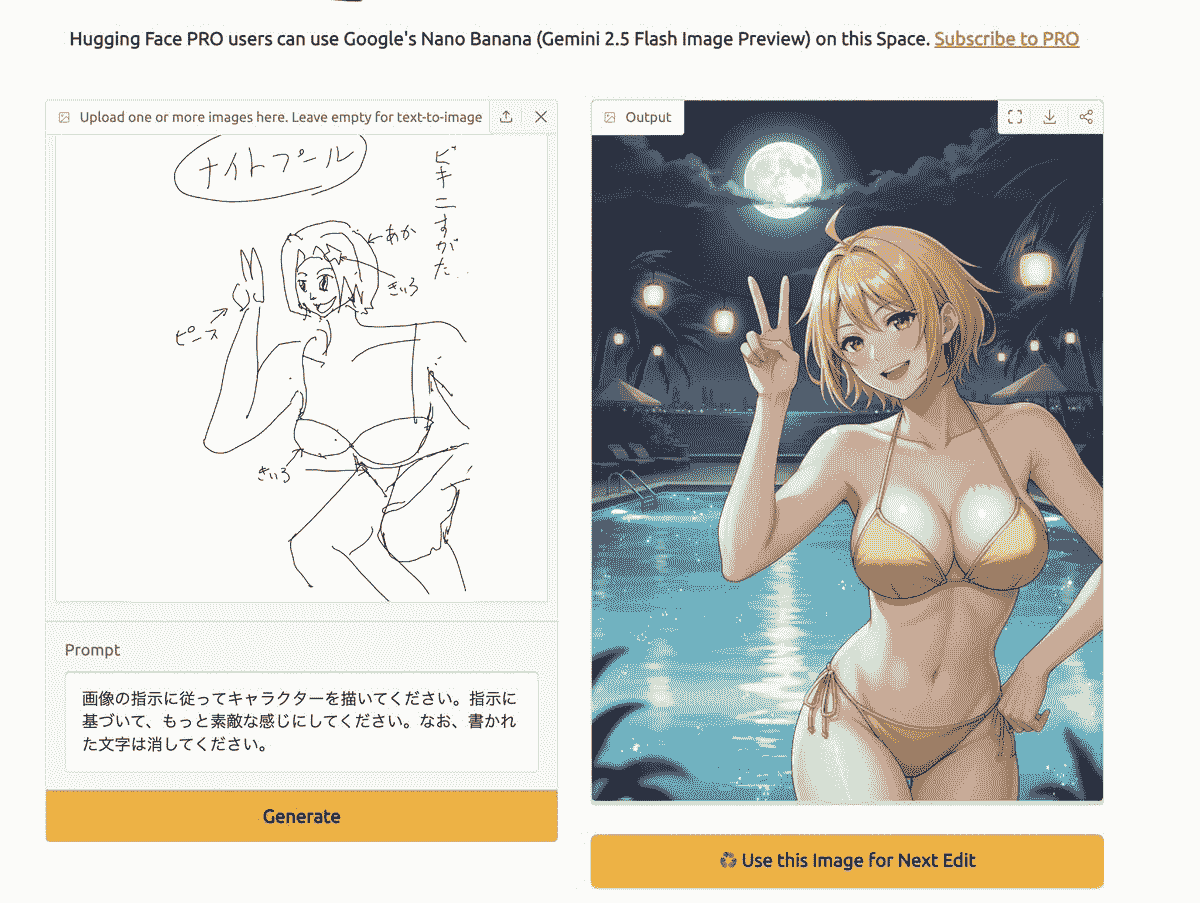 Hugging Face PRO users can use Google's Nano Banana (Gemini 2.5 Flash Image Preview) on this Space. Subscribe to PRO
Upload one or more images here. Leave empty for text-to-image
ナイトプール
ビキニすがた
あか
きいろ
ピース
きいろ
Prompt
画像の指示に従ってキャラクターを描いてください。指示に
基づいて、もっと素敵な感じにしてください。なお、書かれ
た文字は消してください。
Generate
Output
Use this Image for Next Edit